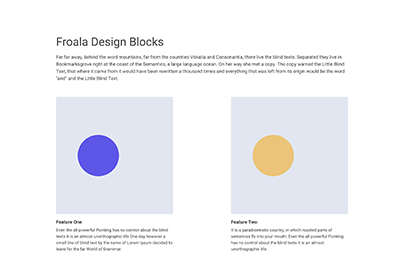 Froala Design Blocks
Far far away, behind the word mountains, far from the countries Vokalia and Consonantia, there live the blind texts. Separated they live in
Bookmarksgrove right at the coast of the Semantics, a large language ocean. On her way she met a copy. The copy warned the Little Blind
Text, that where it came from it would have been rewritten a thousand times and everything that was left from its origin would be the word
"and" and the Little Blind Text.
Feature One
Even the all-powerful Pointing has no control about the blind
texts it is an almost unorthographic life One day however a
small line of blind text by the name of Lorem Ipsum decided to
leave for the far World of Grammar.
Feature Two
It is a paradisematic country, in which roasted parts of
sentences fly into your mouth. Even the all-powerful Pointing
has no control about the blind texts it is an almost
unorthographic life